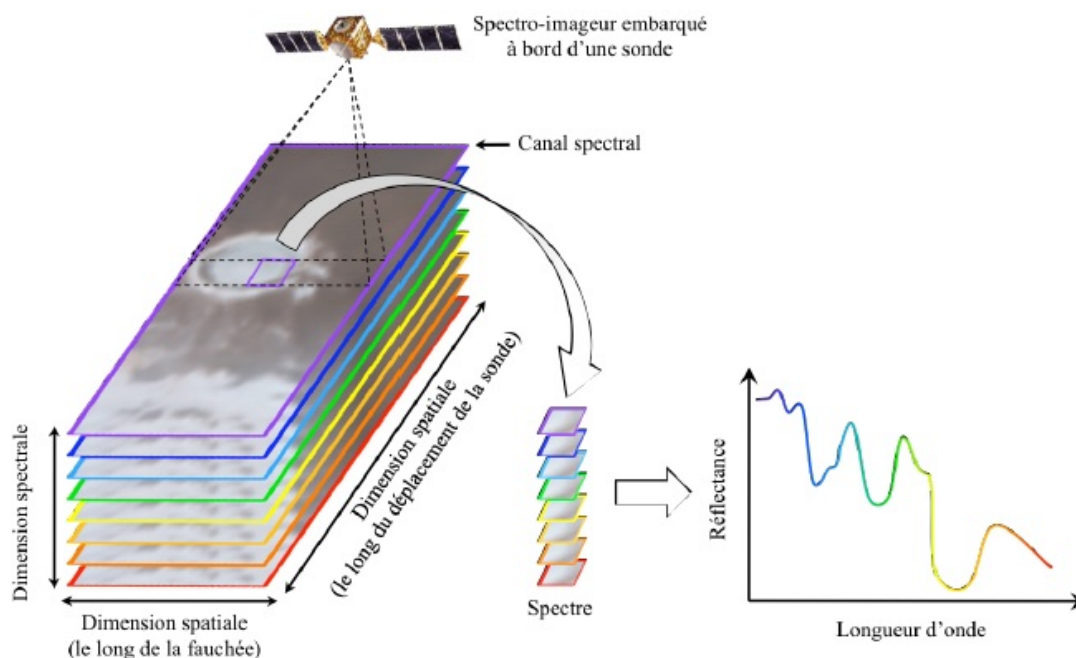 Spectro-imageur embarqué
à bord d'une sonde
Canal spectral
Dimension spectrale
Dimension spatiale
(le long du déplacement de la sonde)
Dimension spatiale
(le long de la fauchée)
Spectre
Réflectance
Longueur d'onde